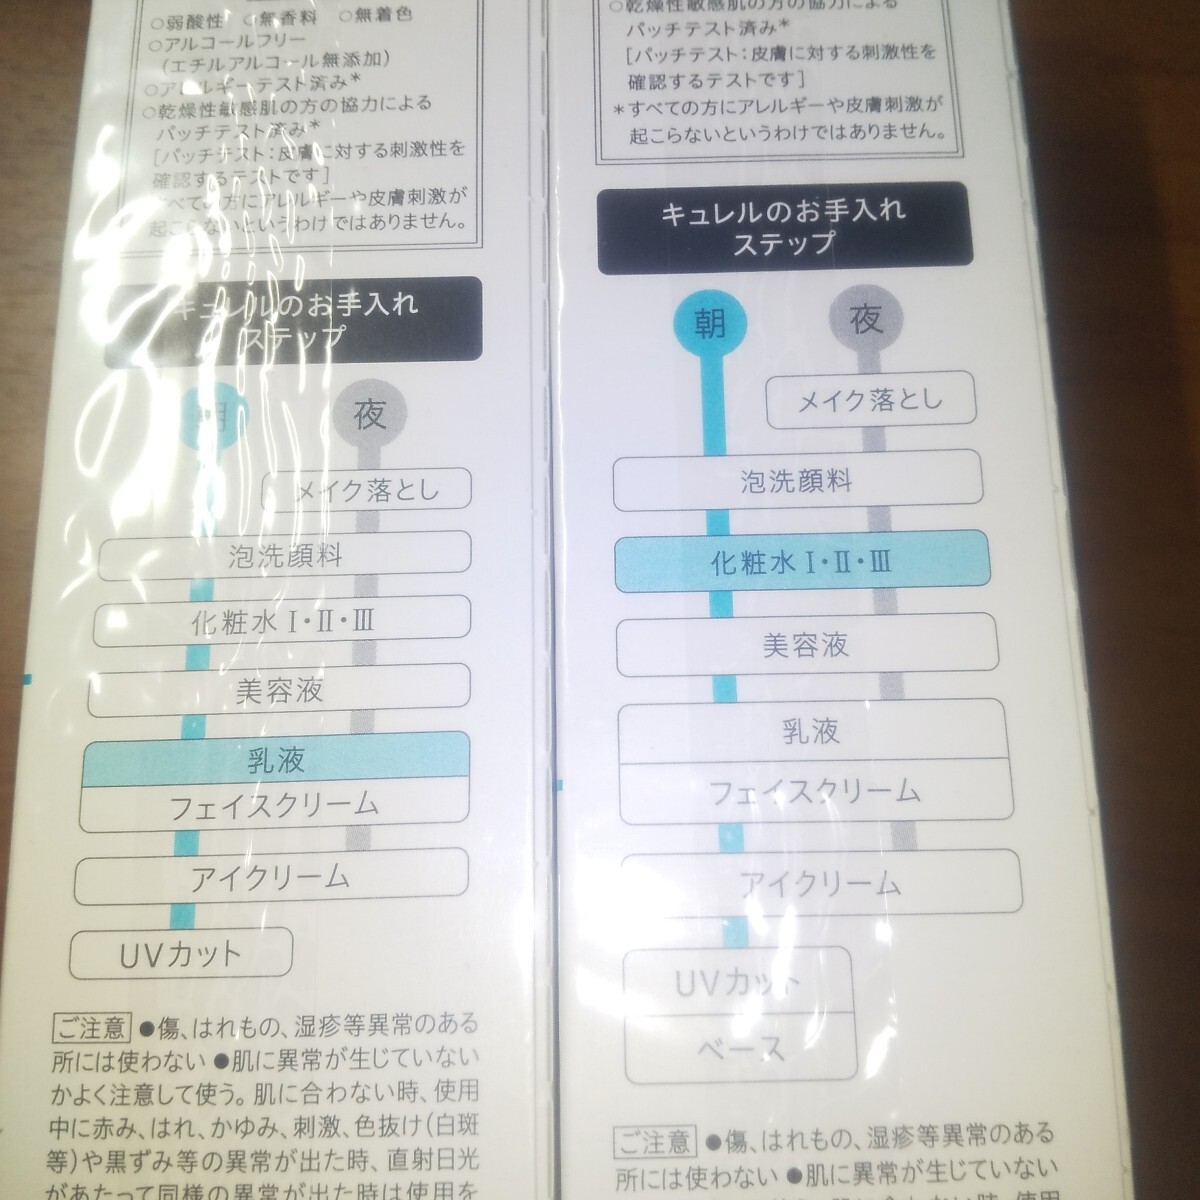 ○弱酸性 ○無香料 ○無着色
○アルコールフリー
(エチルアルコール無添加)
○アレルギーテスト済み*
○乾燥性敏感肌の方の協力による
パッチテスト済み*
[パッチテスト:皮膚に対する刺激性を
確認するテストです]
すべての方にアレルギーや皮膚刺激が
起こらないというわけではありません。
キュレルのお手入れ
ステップ
朝
夜
メイク落とし
泡洗顔料
化粧水Ⅰ・Ⅱ・Ⅲ
美容液
乳液
フェイスクリーム
アイクリーム
UVカット
ご注意 ●傷、はれもの、湿疹等異常のある
所には使わない ●肌に異常が生じていない
かよく注意して使う。肌に合わない時、使用
中に赤み、はれ、かゆみ、刺激、色抜け(白斑
等)や黒ずみ等の異常が出た時、直射日光
があたって同様の異常が出た時は使用を
○乾燥性敏感肌の方の協力による
パッチテスト済み*
[パッチテスト:皮膚に対する刺激性を
確認するテストです]
*すべての方にアレルギーや皮膚刺激が
起こらないというわけではありません。
キュレルのお手入れ
ステップ
朝
夜
メイク落とし
泡洗顔料
化粧水Ⅰ・Ⅱ・Ⅲ
美容液
乳液
フェイスクリーム
アイクリーム
UVカット
ベース
ご注意 ●傷、はれもの、湿疹等異常のある
所には使わない ●肌に異常が生じていない